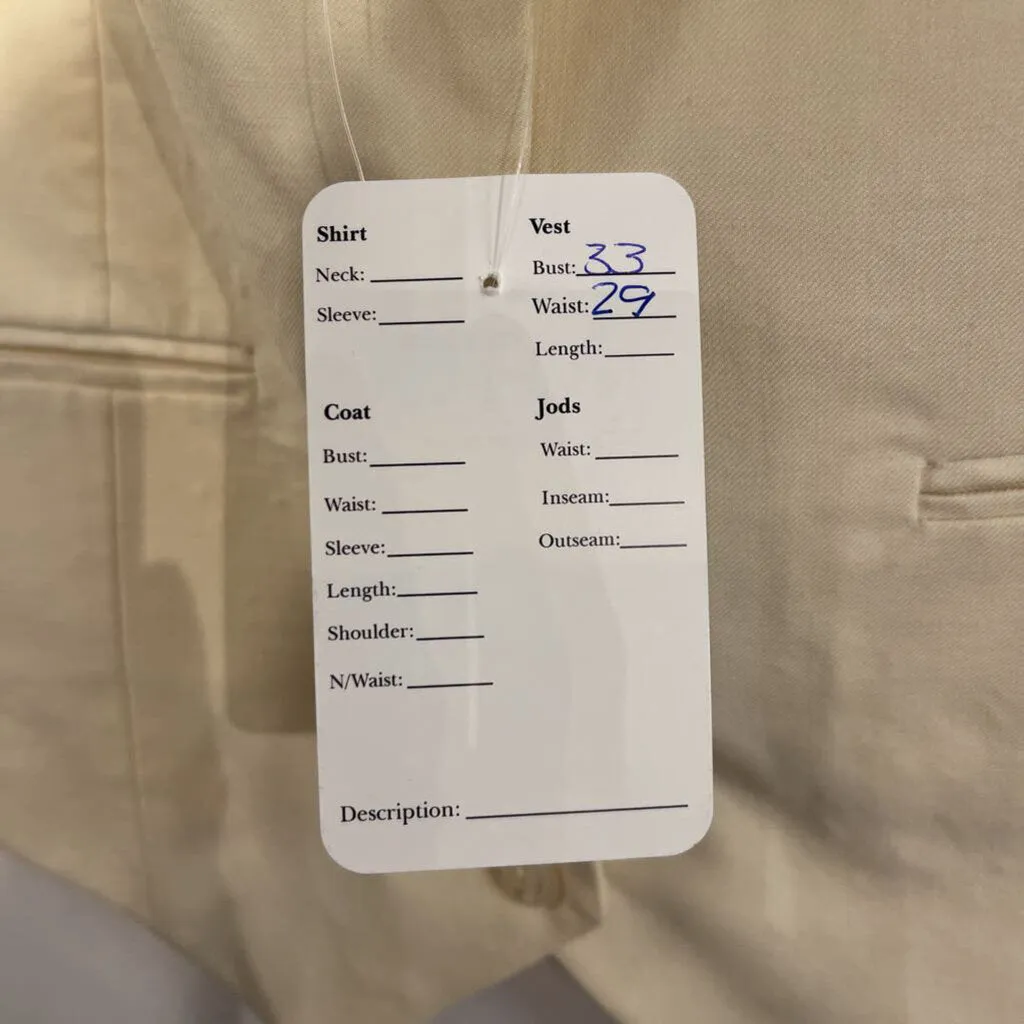 Shirt
Neck:
Sleeve:
Vest
Bust: 33
Waist: 29
Length:
Coat
Bust:
Waist:
Sleeve:
Length:
Shoulder:
N/Waist:
Jods
Waist:
Inseam:
Outseam:
Description: